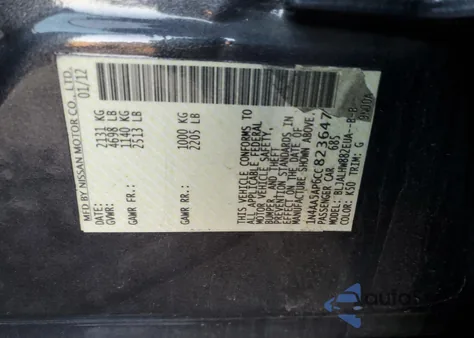 MFD BY NISSAN MOTOR CO., LTD.
DATE: 01/12
GVWR: 2131 KG
4698 LB
GAWR FR.: 1140 KG
2513 LB
GAWR RR.: 1000 KG
2205 LB
THIS VEHICLE CONFORMS TO
ALL APPLICABLE FEDERAL
MOTOR VEHICLE SAFETY,
BUMPER, AND THEFT
PREVENTION STANDARDS IN
EFFECT ON THE DATE OF
MANUFACTURE SHOWN ABOVE.
1N4AA5AP0CC823647
PASSENGER CAR
MODEL:
COLOR: K50 TRIM: G